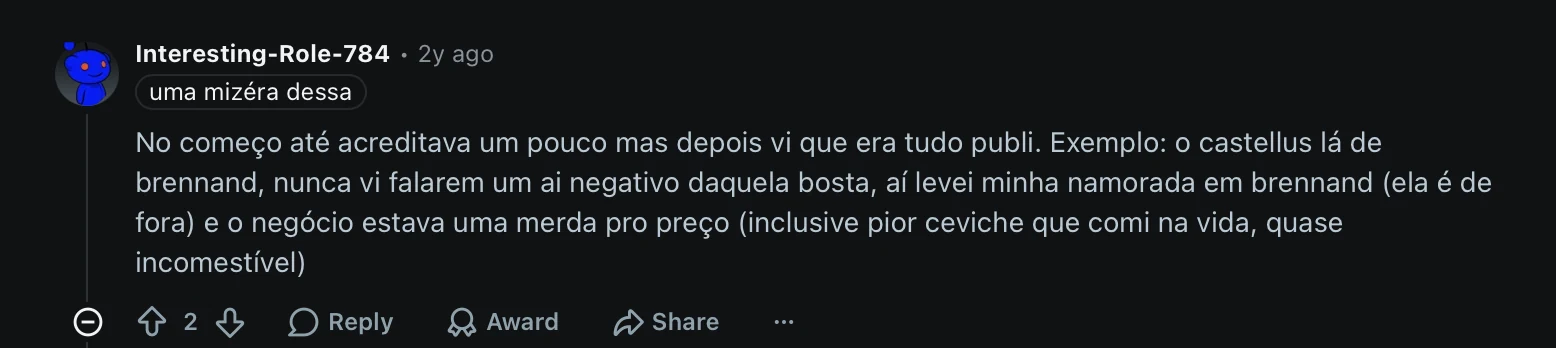 Interesting-Role-784 • 2y ago
uma mizéra dessa
No começo até acreditava um pouco mas depois vi que era tudo publi. Exemplo: o castellus lá de
brennand, nunca vi falarem um ai negativo daquela bosta, aí levei minha namorada em brennand (ela é de
fora) e o negócio estava uma merda pro preço (inclusive pior ceviche que comi na vida, quase
incomestível)
2 Reply Award Share ...